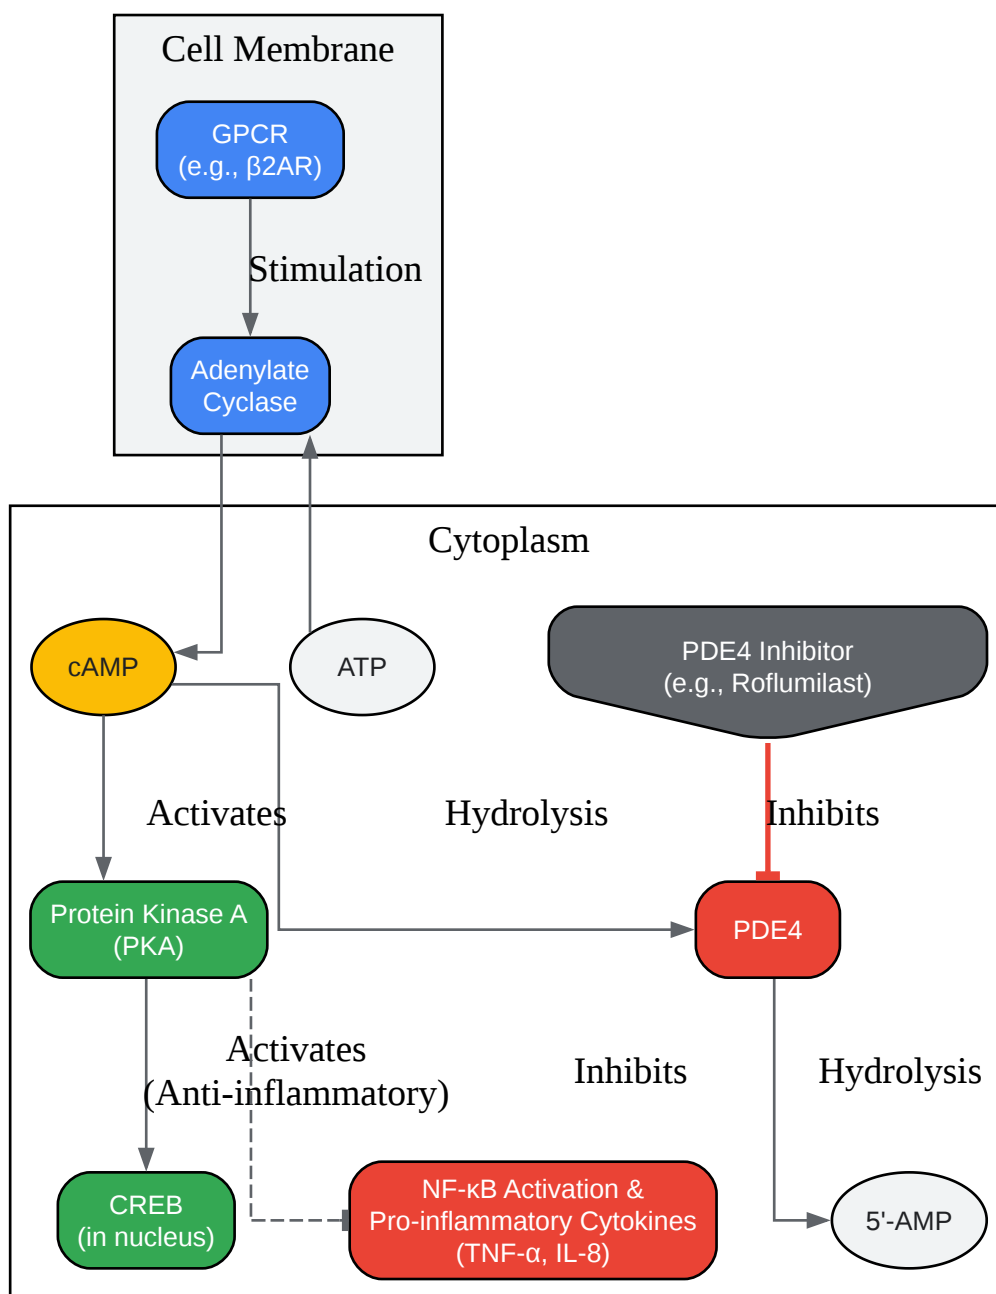 Cell Membrane
GPCR
(e.g., β2AR)
Stimulation
Adenylate
Cyclase
Cytoplasm
cAMP
ATP
PDE4 Inhibitor
(e.g., Roflumilast)
Activates
Hydrolysis
Inhibits
Protein Kinase A
(PKA)
PDE4
Activates
(Anti-inflammatory)
Inhibits
Hydrolysis
CREB
(in nucleus)
NF-κB Activation &
Pro-inflammatory Cytokines
(TNF-α, IL-8)
5'-AMP